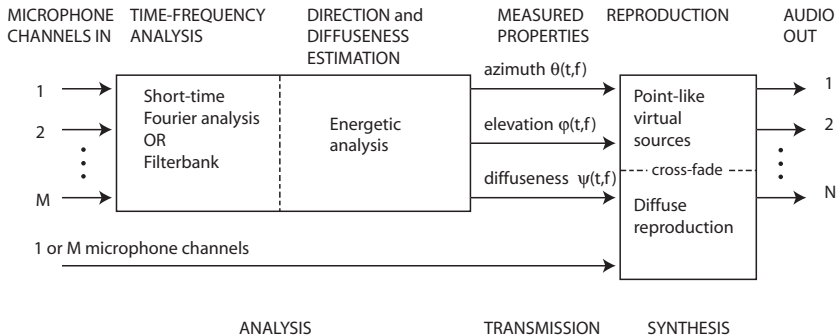 MICROPHONE CHANNELS IN
TIME-FREQUENCY ANALYSIS
DIRECTION and DIFFUSENESS ESTIMATION
MEASURED PROPERTIES
REPRODUCTION
AUDIO OUT
1
2
M
Short-time
Fourier analysis
OR
Filterbank
Energetic
analysis
azimuth θ(t,f)
elevation φ(t,f)
diffuseness ψ(t,f)
Point-like
virtual
sources
cross-fade
Diffuse
reproduction
1
2
N
1 or M microphone channels
ANALYSIS
TRANSMISSION
SYNTHESIS